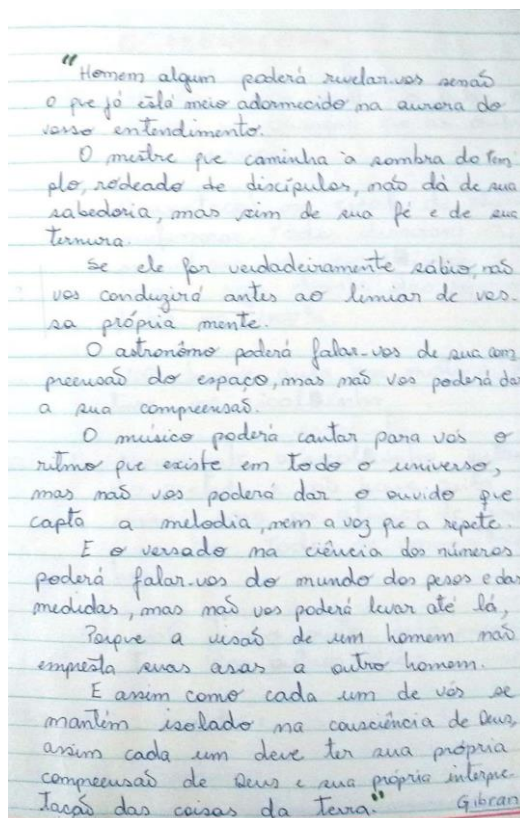 "Homem algum poderá revelar-vos senão
o que já está meio adormecido na aurora do
vosso entendimento.
O mestre que caminha à sombra do tem
plo, rodeado de discípulos, não dá de sua
sabedoria, mas sim de sua fé e de sua
ternura.
Se ele for verdadeiramente sábio, não
vos conduzirá antes ao limiar de vos-
sa própria mente.
O astronômo poderá falar-vos de sua com
preensão do espaço, mas não vos poderá dar
a sua compreensão.
O músico poderá cantar para vós o
ritmo que existe em todo o universo,
mas não vos poderá dar o ouvido que
capta a melodia, nem a voz que a repete.
E o versado na ciência dos números
poderá falar-vos do mundo dos pesos e das
medidas, mas não vos poderá levar até lá,
Porque a visão de um homem não
empresta suas asas a outro homem.
E assim como cada um de vós se
mantém isolado na consciência de Deus,
assim cada um deve ter sua própria
compreensão de Deus e sua própria interpre-
tação das coisas da terra."   Gibran